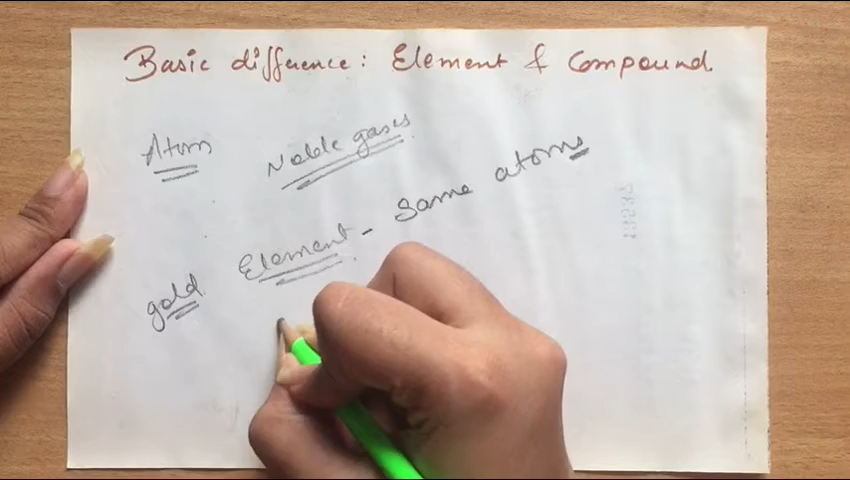 Basic difference: Element & Compound.
Atom
Noble gases
Element - Same atoms
gold